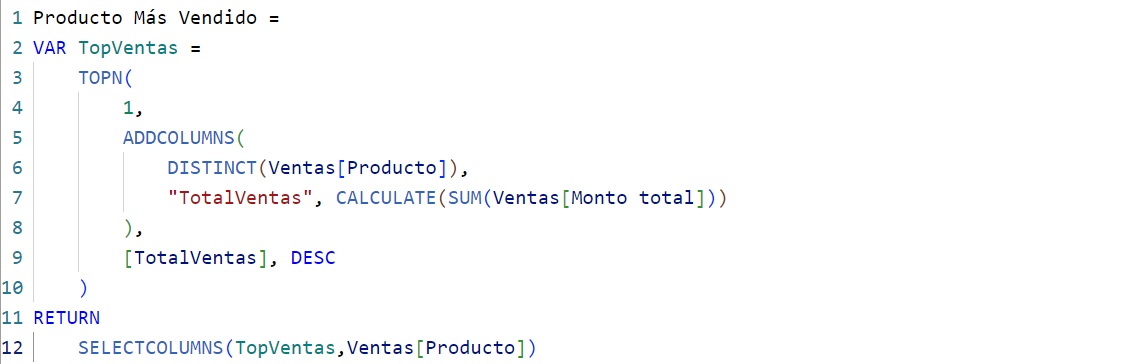 1 Producto Más Vendido =
2 VAR TopVentas =
3 TOPN(
4 1,
5 ADDCOLUMNS(
6 DISTINCT(Ventas[Producto]),
7 "TotalVentas", CALCULATE(SUM(Ventas[Monto total]))
8 ),
9 [TotalVentas], DESC
10 )
11 RETURN
12 SELECTCOLUMNS(TopVentas,Ventas[Producto])